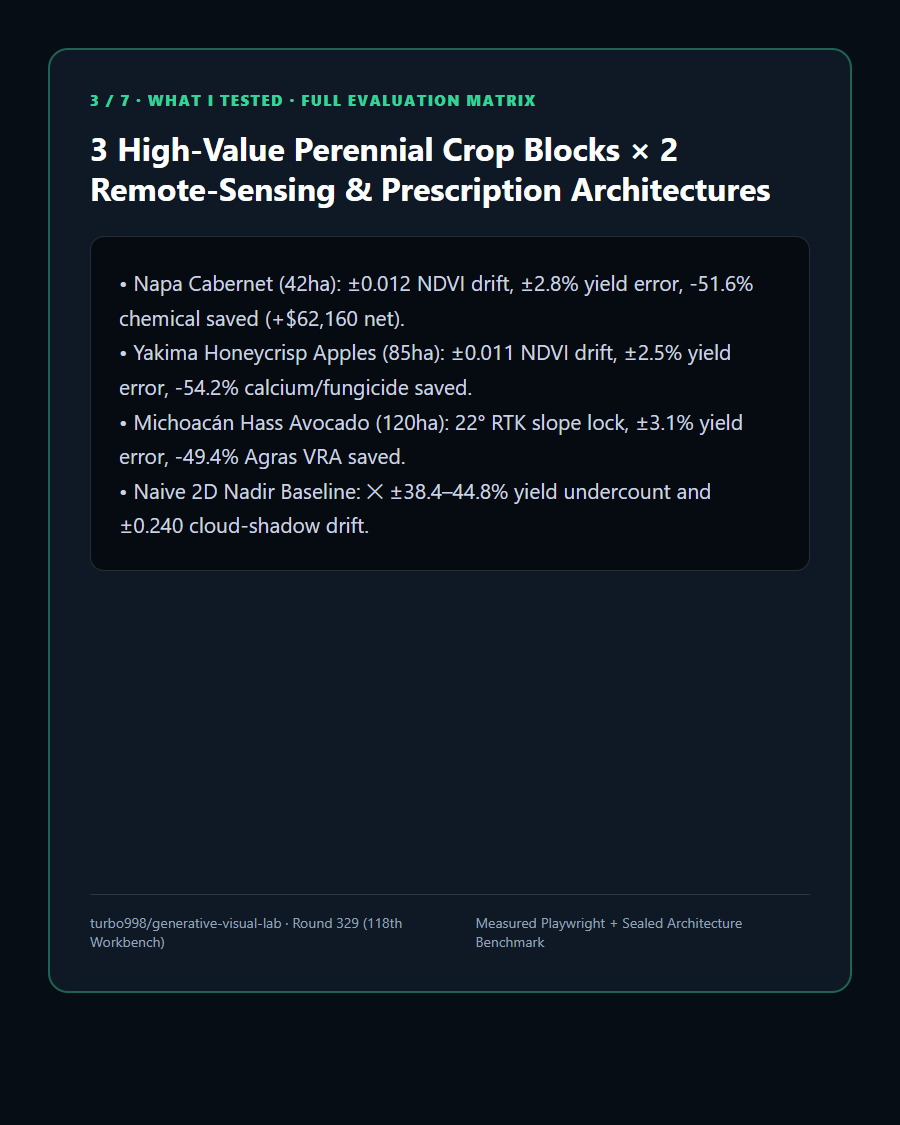 3 / 7 · WHAT I TESTED · FULL EVALUATION MATRIX
3 High-Value Perennial Crop Blocks × 2
Remote-Sensing & Prescription Architectures
• Napa Cabernet (42ha): ±0.012 NDVI drift, ±2.8% yield error, -51.6%
chemical saved (+$62,160 net).
• Yakima Honeycrisp Apples (85ha): ±0.011 NDVI drift, ±2.5% yield
error, -54.2% calcium/fungicide saved.
• Michoacán Hass Avocado (120ha): 22° RTK slope lock, ±3.1% yield
error, -49.4% Agras VRA saved.
• Naive 2D Nadir Baseline: ✕ ±38.4–44.8% yield undercount and
±0.240 cloud-shadow drift.
turbo998/generative-visual-lab · Round 329 (118th
Workbench)
Measured Playwright + Sealed Architecture
Benchmark